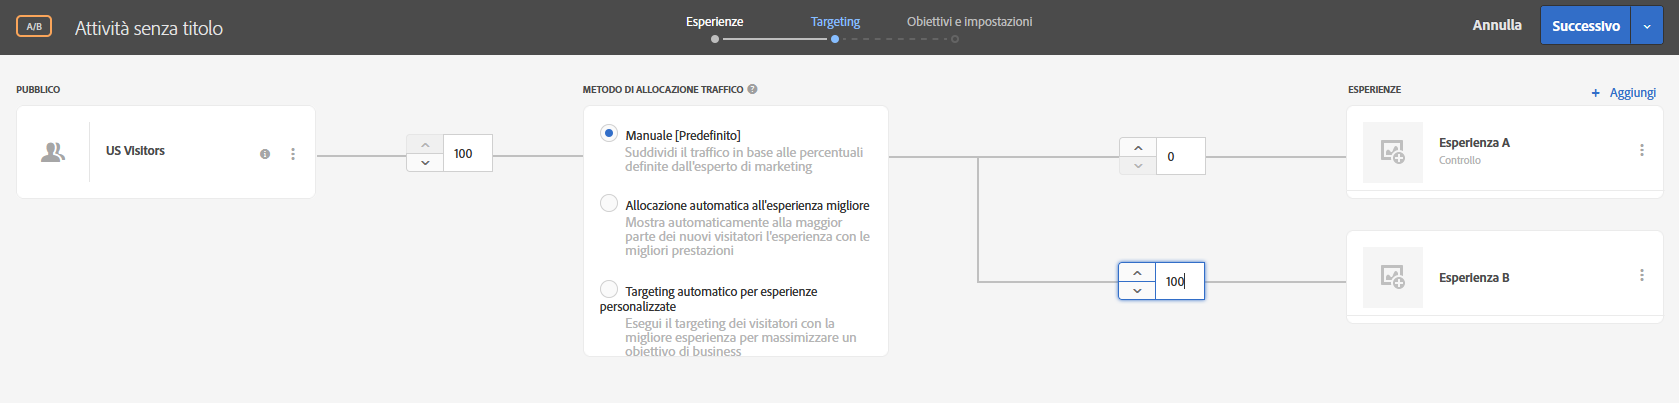 A/B
Attività senza titolo
Esperienze
Targeting
Obiettivi e impostazioni
Annulla
Successivo
PUBBLICO
METODO DI ALLOCAZIONE TRAFFICO ?
ESPERIENZE
+ Aggiungi
US Visitors
100
Manuale [Predefinito]
Suddividi il traffico in base alle percentuali
definite dall'esperto di marketing
Allocazione automatica all'esperienza migliore
Mostra automaticamente alla maggior
parte dei nuovi visitatori l'esperienza con le
migliori prestazioni
Targeting automatico per esperienze
personalizzate
Esegui il targeting dei visitatori con la
migliore esperienza per massimizzare un
obiettivo di business
0
Esperienza A
Controllo
100
Esperienza B